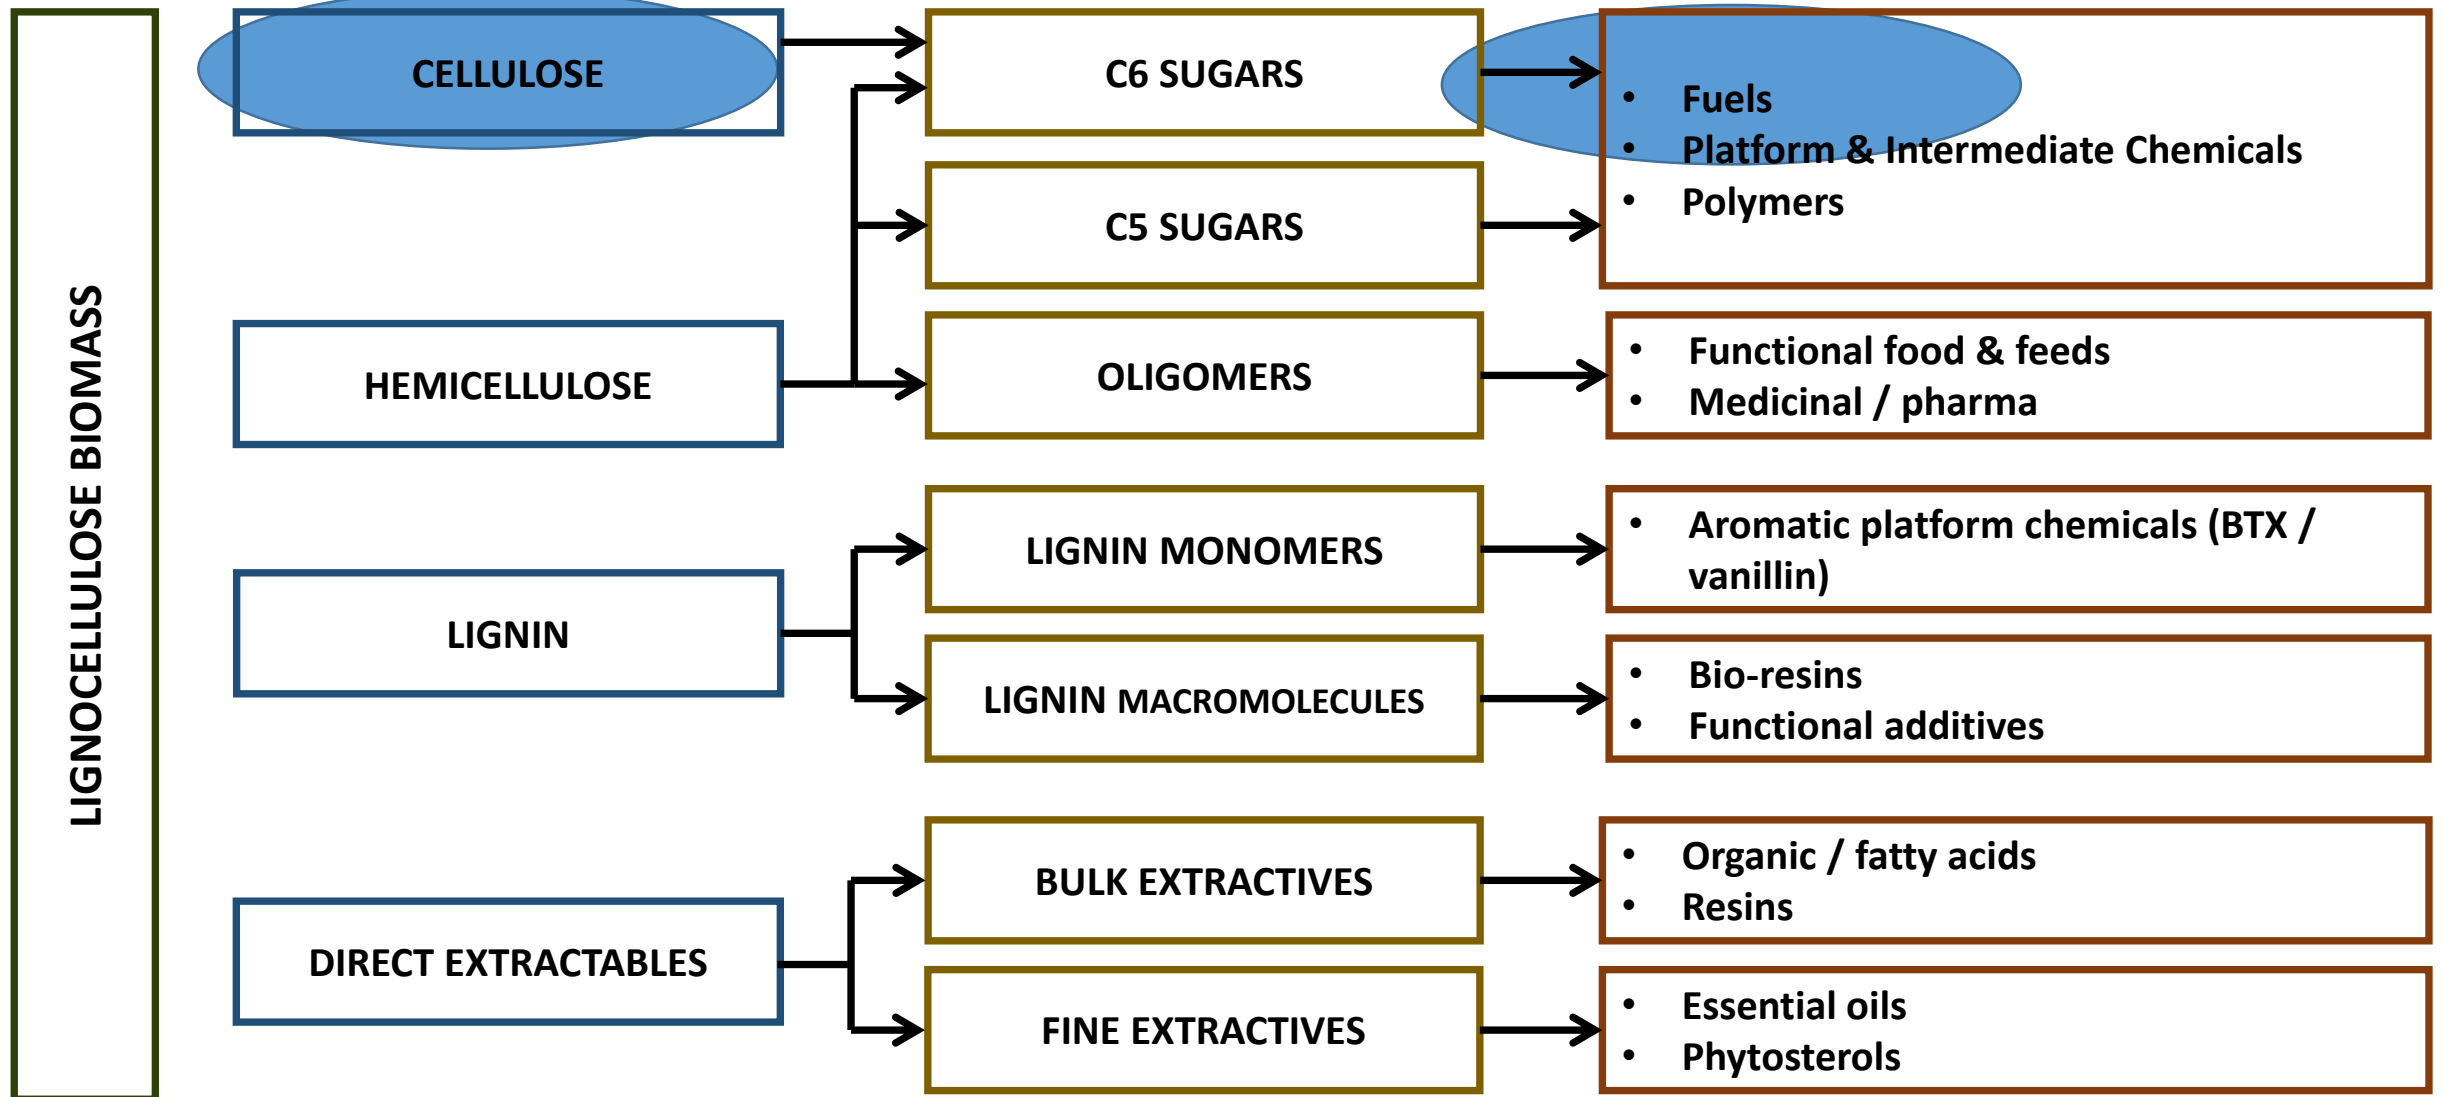 LIGNOCELLULOSE BIOMASS
CELLULOSE
C6 SUGARS
• Fuels
• Platform & Intermediate Chemicals
• Polymers
C5 SUGARS
HEMICELLULOSE
OLIGOMERS
• Functional food & feeds
• Medicinal / pharma
LIGNIN
LIGNIN MONOMERS
• Aromatic platform chemicals (BTX /
vanillin)
LIGNIN MACROMOLECULES
• Bio-resins
• Functional additives
DIRECT EXTRACTABLES
BULK EXTRACTIVES
• Organic / fatty acids
• Resins
FINE EXTRACTIVES
• Essential oils
• Phytosterols